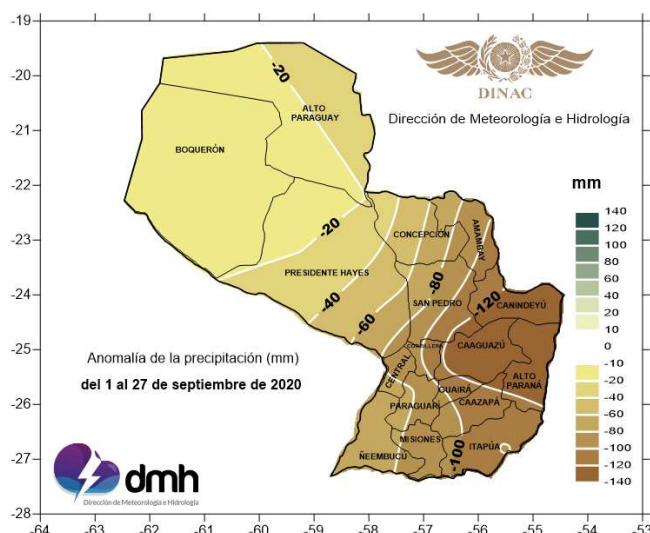 -19
-20
-21
-22
-23
-24
-25
-26
-27
-28
-64
-63
-62
-61
-60
-59
-58
-57
-56
-55
-54
-53
DINAC
Dirección de Meteorología e Hidrología
-20
ALTO
PARAGUAY
BOQUERÓN
-20
CONCEPCIÓN
AMAMBAY
PRESIDENTE HAYES
-40
-60
-80
SAN PEDRO
-120
CANINDEYÚ
CORDILLERA
CAAGUAZÚ
CENTRAL
ALTO
PARANÁ
GUAIRÁ
CAAZAPÁ
PARAGUARÍ
MISIONES
ITAPÚA
ÑEEMBUCÚ
-100
mm
140
120
100
80
60
40
20
10
0
-10
-20
-40
-60
-80
-100
-120
-140
Anomalía de la precipitación (mm)
del 1 al 27 de septiembre de 2020
dmh
Dirección de Meteorología e Hidrología